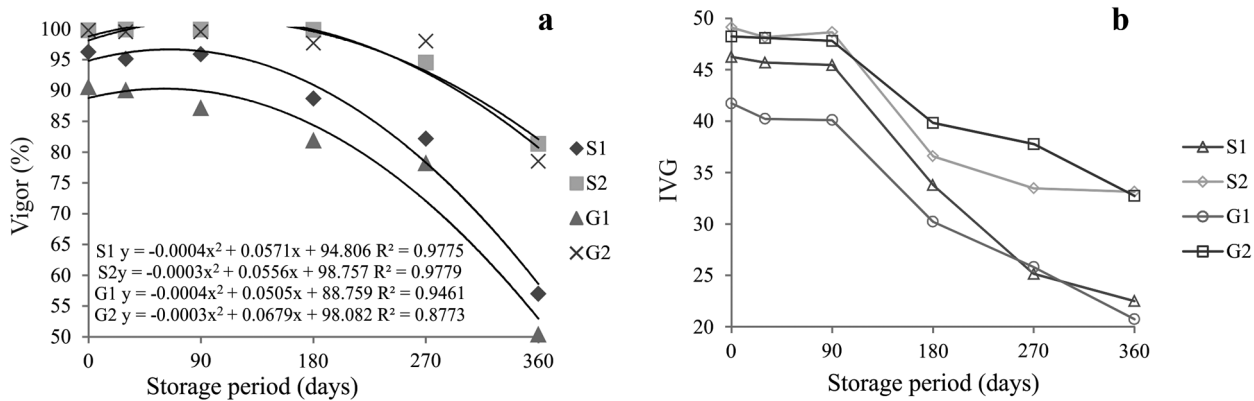 a
Vigor (%)
100
95
90
85
80
75
70
65
60
55
50
S1 y = -0.0004x² + 0.0571x + 94.806 R² = 0.9775
S2y = -0.0003x² + 0.0556x + 98.757 R² = 0.9779
G1 y = -0.0004x² + 0.0505x + 88.759 R² = 0.9461
G2 y = -0.0003x² + 0.0679x + 98.082 R² = 0.8773
0 90 180 270 360
Storage period (days)
S1
S2
G1
G2
b
IVG
50
45
40
35
30
25
20
0 90 180 270 360
Storage period (days)
S1
S2
G1
G2